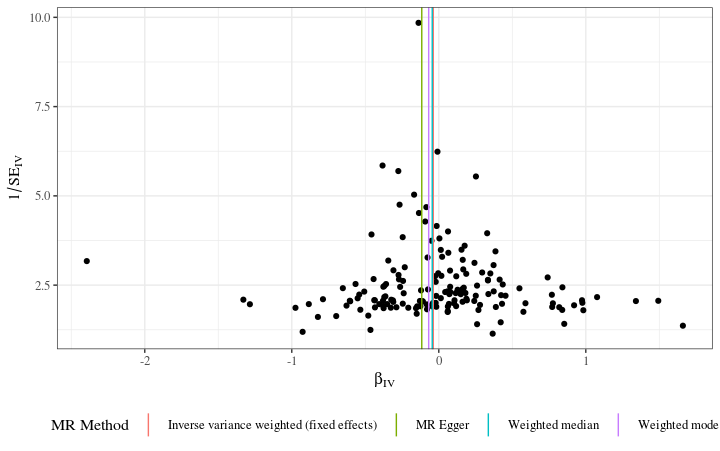 10.0
7.5
5.0
2.5
1/SE_IV
-2
-1
0
1
β_IV
MR Method
Inverse variance weighted (fixed effects)
MR Egger
Weighted median
Weighted mode